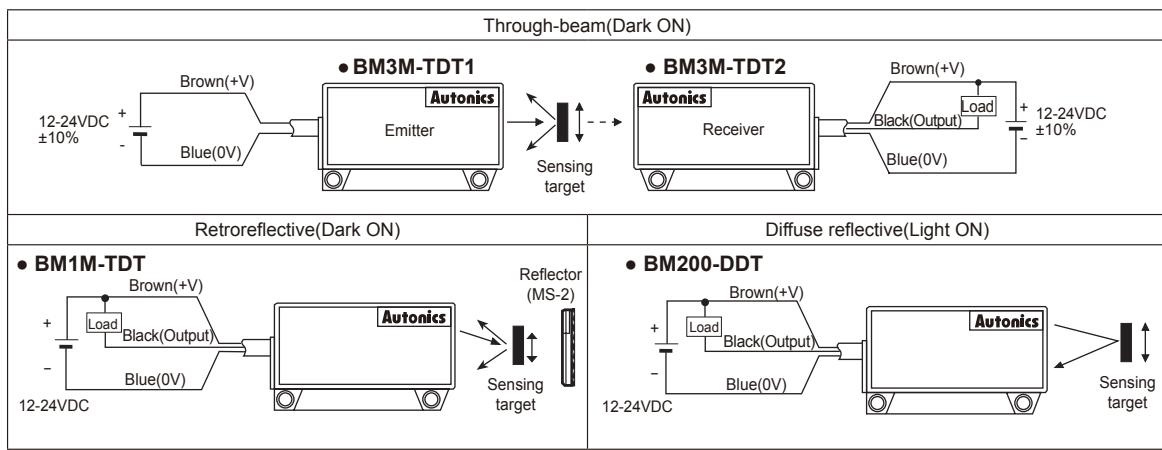 Through-beam(Dark ON)
● BM3M-TDT1
Brown(+V)
12-24VDC
±10%
+
-
Blue(0V)
Autonics
Emitter
Sensing
target
● BM3M-TDT2
Autonics
Receiver
Brown(+V)
Load
Black(Output)
Blue(0V)
+
12-24VDC
±10%
−
Retroreflective(Dark ON)
● BM1M-TDT
Brown(+V)
+
Load
Black(Output)
−
Blue(0V)
12-24VDC
Autonics
Reflector
(MS-2)
Sensing
target
Diffuse reflective(Light ON)
● BM200-DDT
Brown(+V)
+
Load
Black(Output)
−
Blue(0V)
12-24VDC
Autonics
Sensing
target